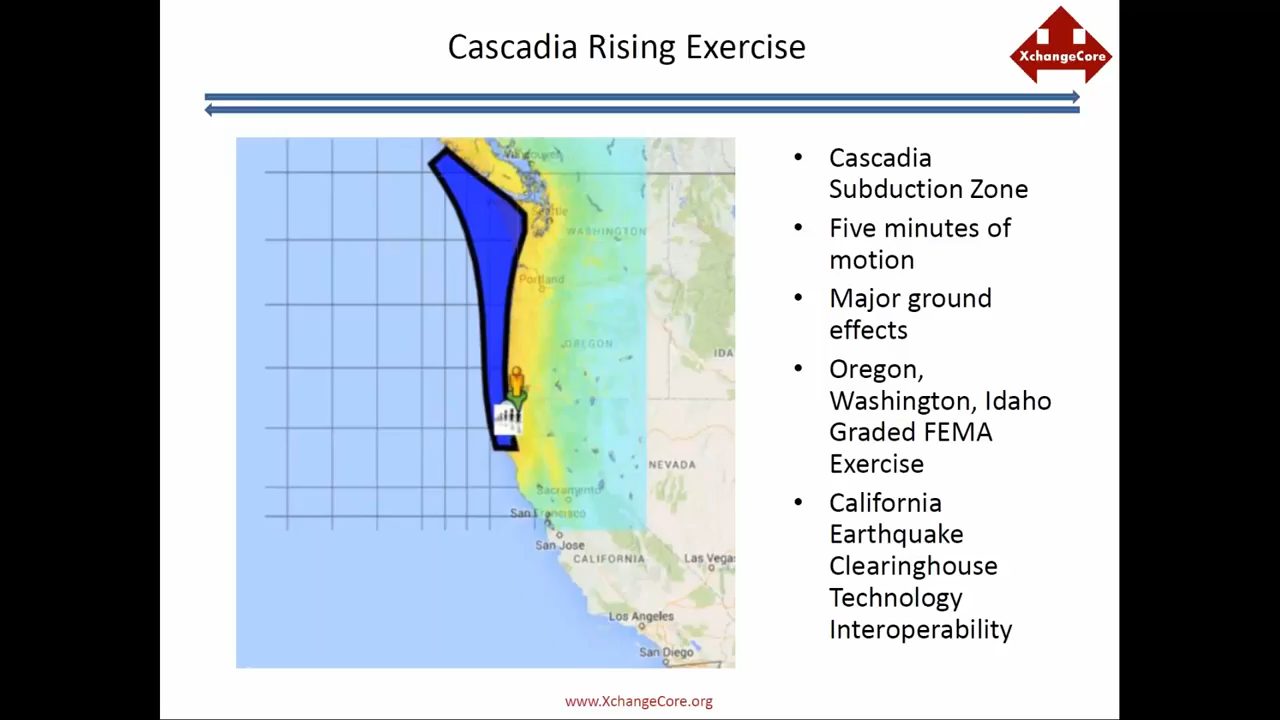 Cascadia Rising Exercise
XchangeCore
Vancouver
Seattle
WASHINGTON
Portland
OREGON
IDA
NEVADA
Sacramento
San Francisco
San Jose
CALIFORNIA
Las Vega
Los Angeles
San Diego
• Cascadia
Subduction Zone
• Five minutes of
motion
• Major ground
effects
• Oregon,
Washington, Idaho
Graded FEMA
Exercise
• California
Earthquake
Clearinghouse
Technology
Interoperability
www.XchangeCore.org